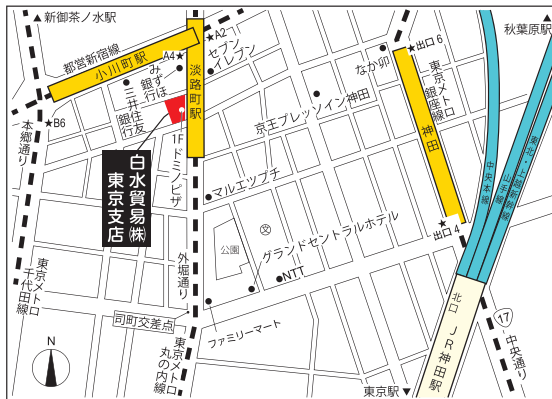 ▲新御茶ノ水駅
秋葉原駅▲
都営新宿線
小川町駅
A4★
★A2
セブン
イレブン
みずほ
銀行
三井住友
銀行
淡路町駅
なか卯
★出口6
東京メトロ
銀座線
神田
京王プレッソイン神田
★B6
本郷通り
1F ドミノピザ
白水貿易㈱
東京支店
マルエツプチ
中央本線
山手線
東北・上越新幹線
公園
文
グランドセントラルホテル
★
出口4
NTT
外堀通り
東京メトロ
千代田線
司町交差点
ファミリーマート
北口
JR神田駅
17
中央通り
N
東京メトロ
丸の内線
東京駅▼